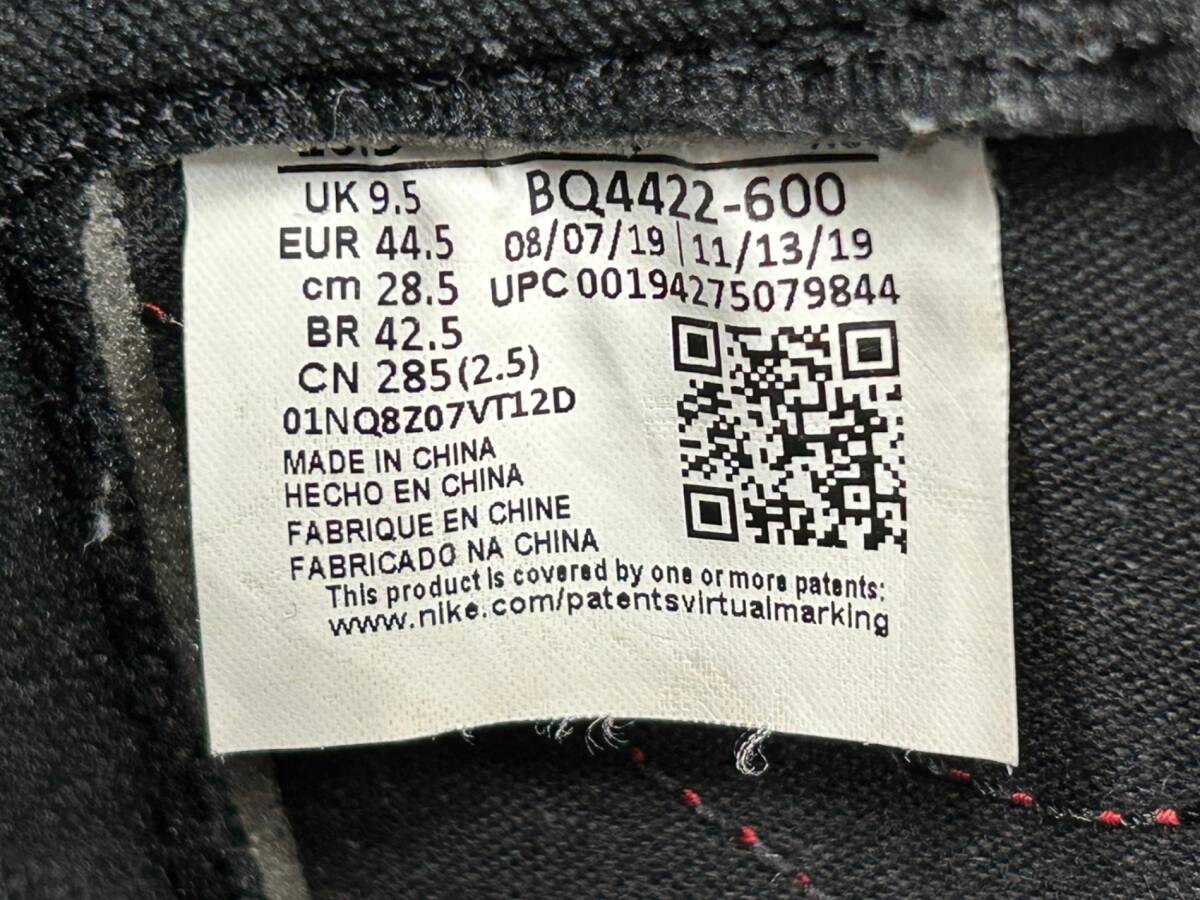 UK 9.5
BQ4422-600
EUR 44.5
08/07/19 | 11/13/19
cm 28.5
UPC 00194275079844
BR 42.5
CN 285(2.5)
01NQ8Z07VT12D
MADE IN CHINA
HECHO EN CHINA
FABRIQUE EN CHINE
FABRICADO NA CHINA
This product is covered by one or more patents:
www.nike.com/patentsvirtualmarking